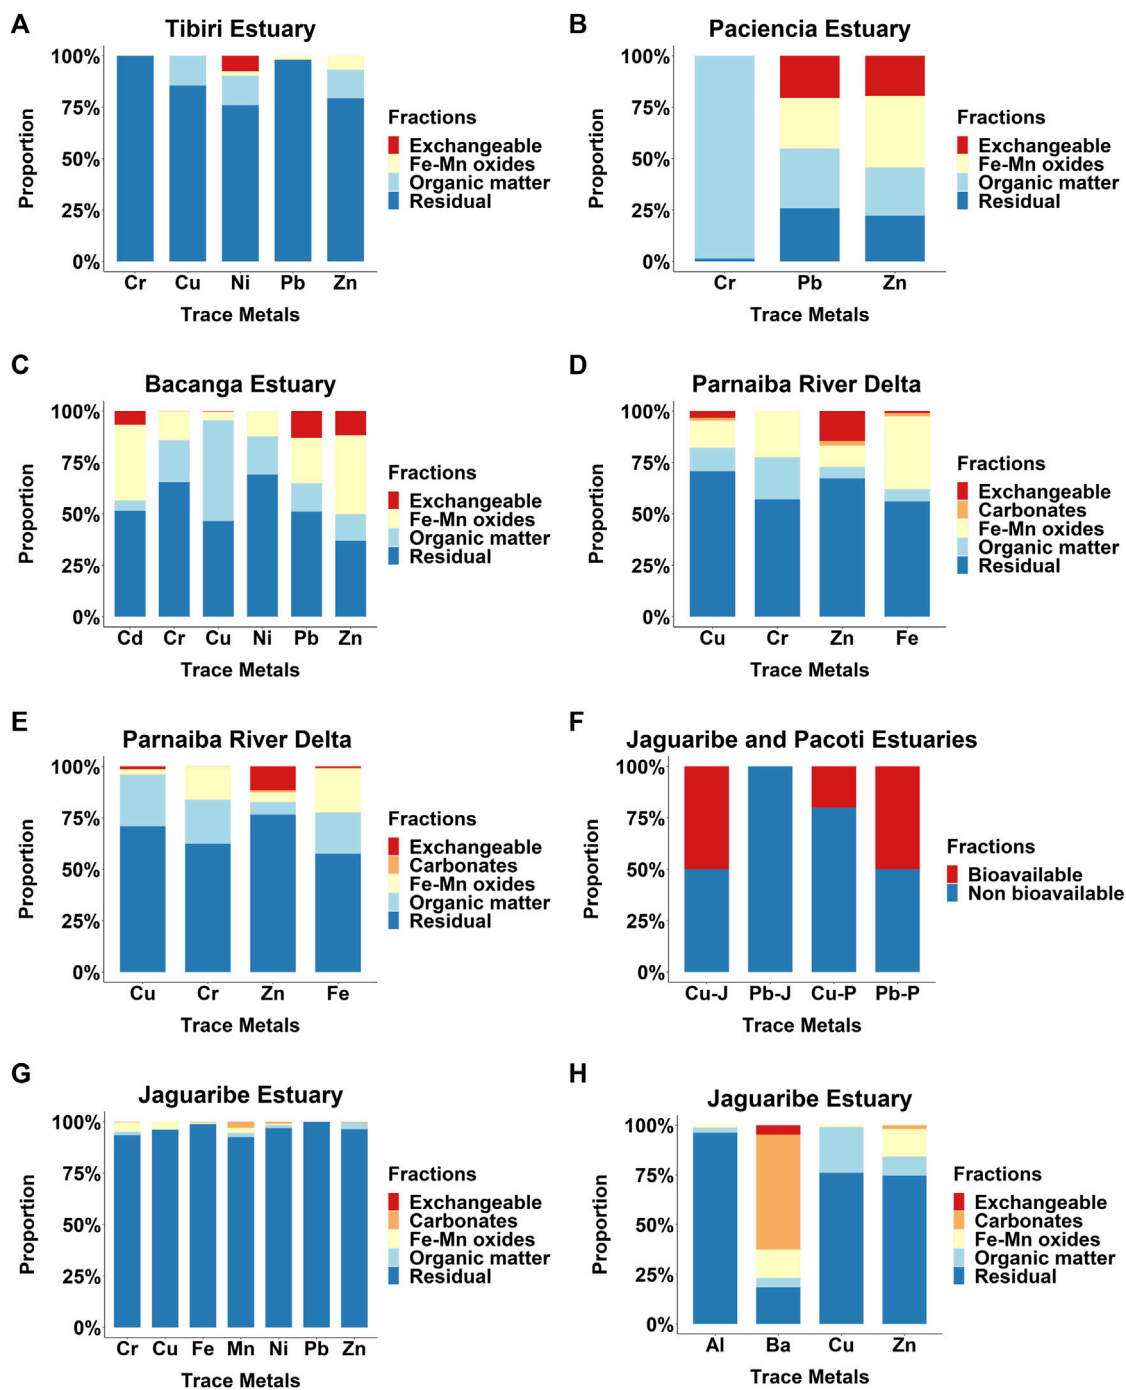 A
Tibiri Estuary
100%
75%
50%
25%
0%
Proportion
Cr Cu Ni Pb Zn
Trace Metals
Fractions
Exchangeable
Fe-Mn oxides
Organic matter
Residual
B
Paciencia Estuary
100%
75%
50%
25%
0%
Proportion
Cr Pb Zn
Trace Metals
Fractions
Exchangeable
Fe-Mn oxides
Organic matter
Residual
C
Bacanga Estuary
100%
75%
50%
25%
0%
Proportion
Cd Cr Cu Ni Pb Zn
Trace Metals
Fractions
Exchangeable
Fe-Mn oxides
Organic matter
Residual
D
Parnaiba River Delta
100%
75%
50%
25%
0%
Proportion
Cu Cr Zn Fe
Trace Metals
Fractions
Exchangeable
Carbonates
Fe-Mn oxides
Organic matter
Residual
E
Parnaiba River Delta
100%
75%
50%
25%
0%
Proportion
Cu Cr Zn Fe
Trace Metals
Fractions
Exchangeable
Carbonates
Fe-Mn oxides
Organic matter
Residual
F
Jaguaribe and Pacoti Estuaries
100%
75%
50%
25%
0%
Proportion
Cu-J Pb-J Cu-P Pb-P
Trace Metals
Fractions
Bioavailable
Non bioavailable
G
Jaguaribe Estuary
100%
75%
50%
25%
0%
Proportion
Cr Cu Fe Mn Ni Pb Zn
Trace Metals
Fractions
Exchangeable
Carbonates
Fe-Mn oxides
Organic matter
Residual
H
Jaguaribe Estuary
100%
75%
50%
25%
0%
Proportion
Al Ba Cu Zn
Trace Metals
Fractions
Exchangeable
Carbonates
Fe-Mn oxides
Organic matter
Residual